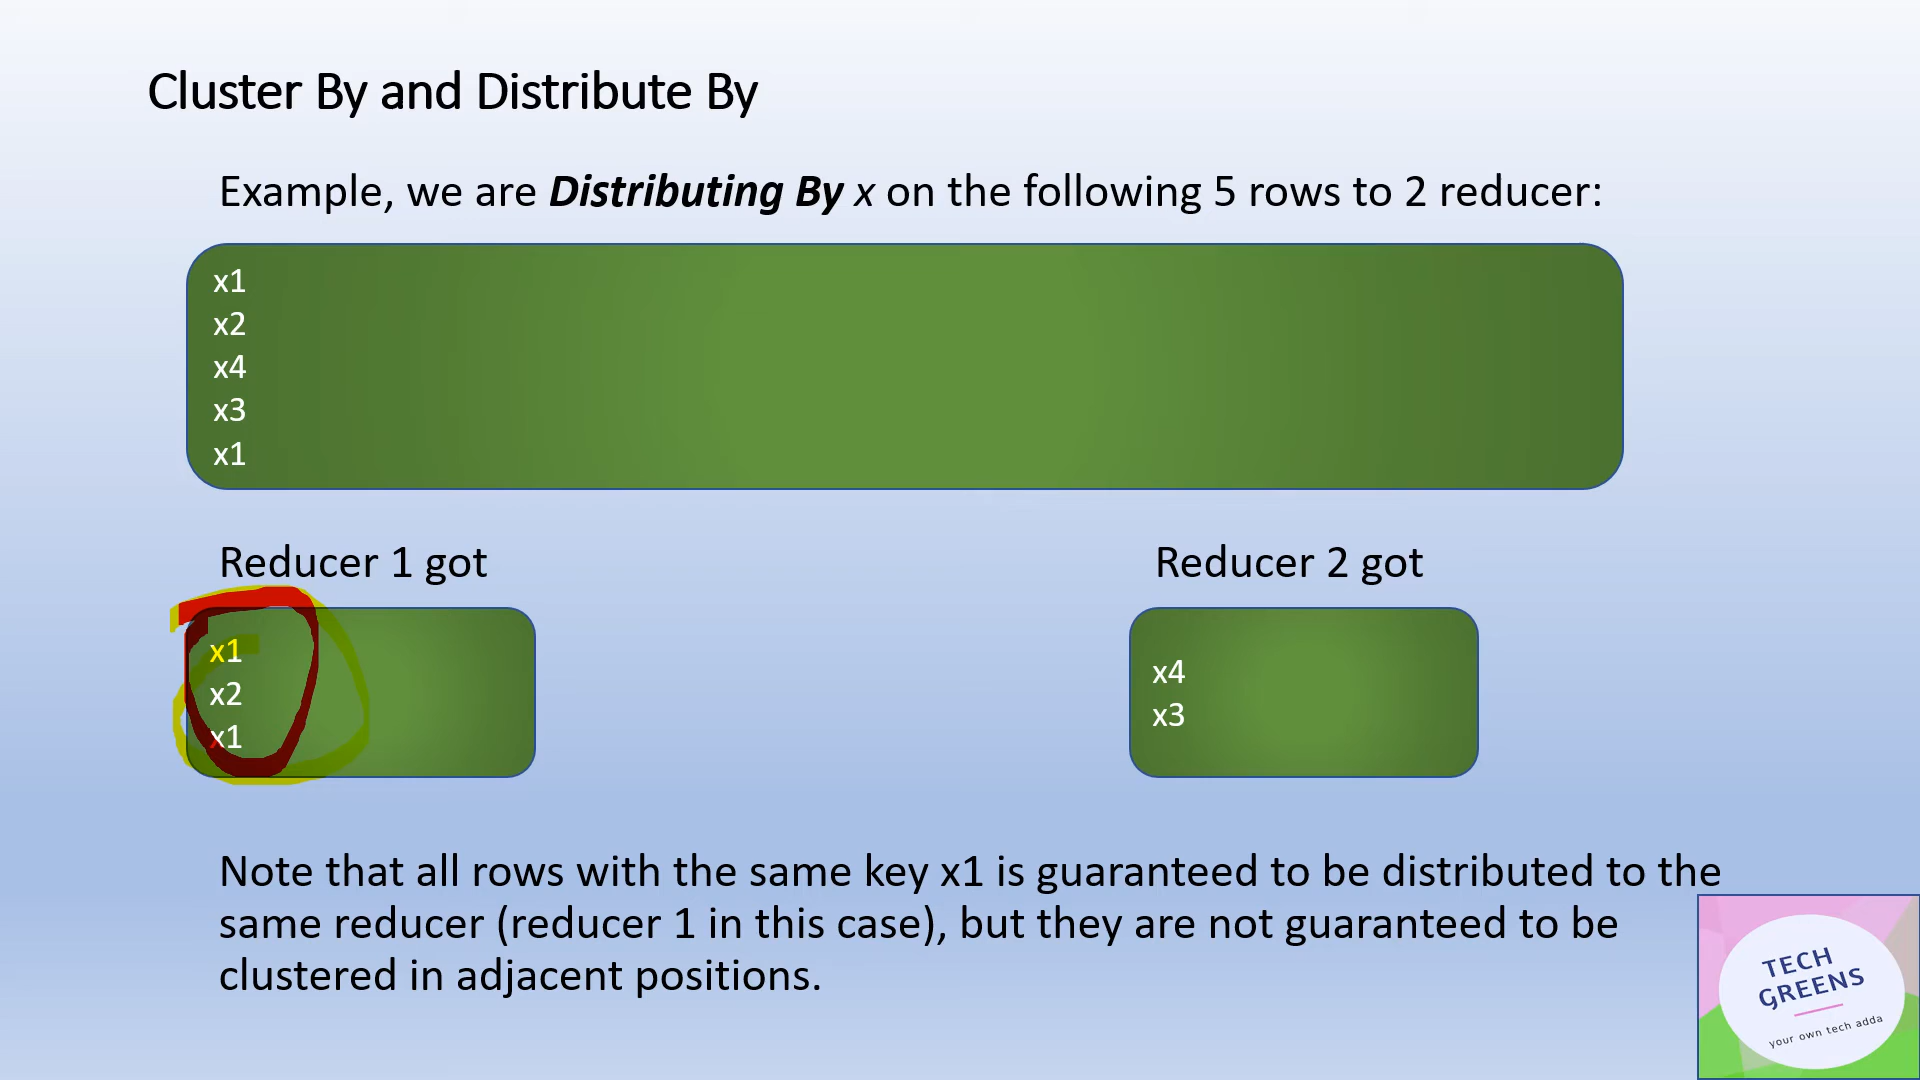 Cluster By and Distribute By
Example, we are Distributing By x on the following 5 rows to 2 reducer:
x1
x2
x4
x3
x1
Reducer 1 got
x1
x2
x1
Reducer 2 got
x4
x3
Note that all rows with the same key x1 is guaranteed to be distributed to the
same reducer (reducer 1 in this case), but they are not guaranteed to be
clustered in adjacent positions.
TECH
GREENS
your own tech adda